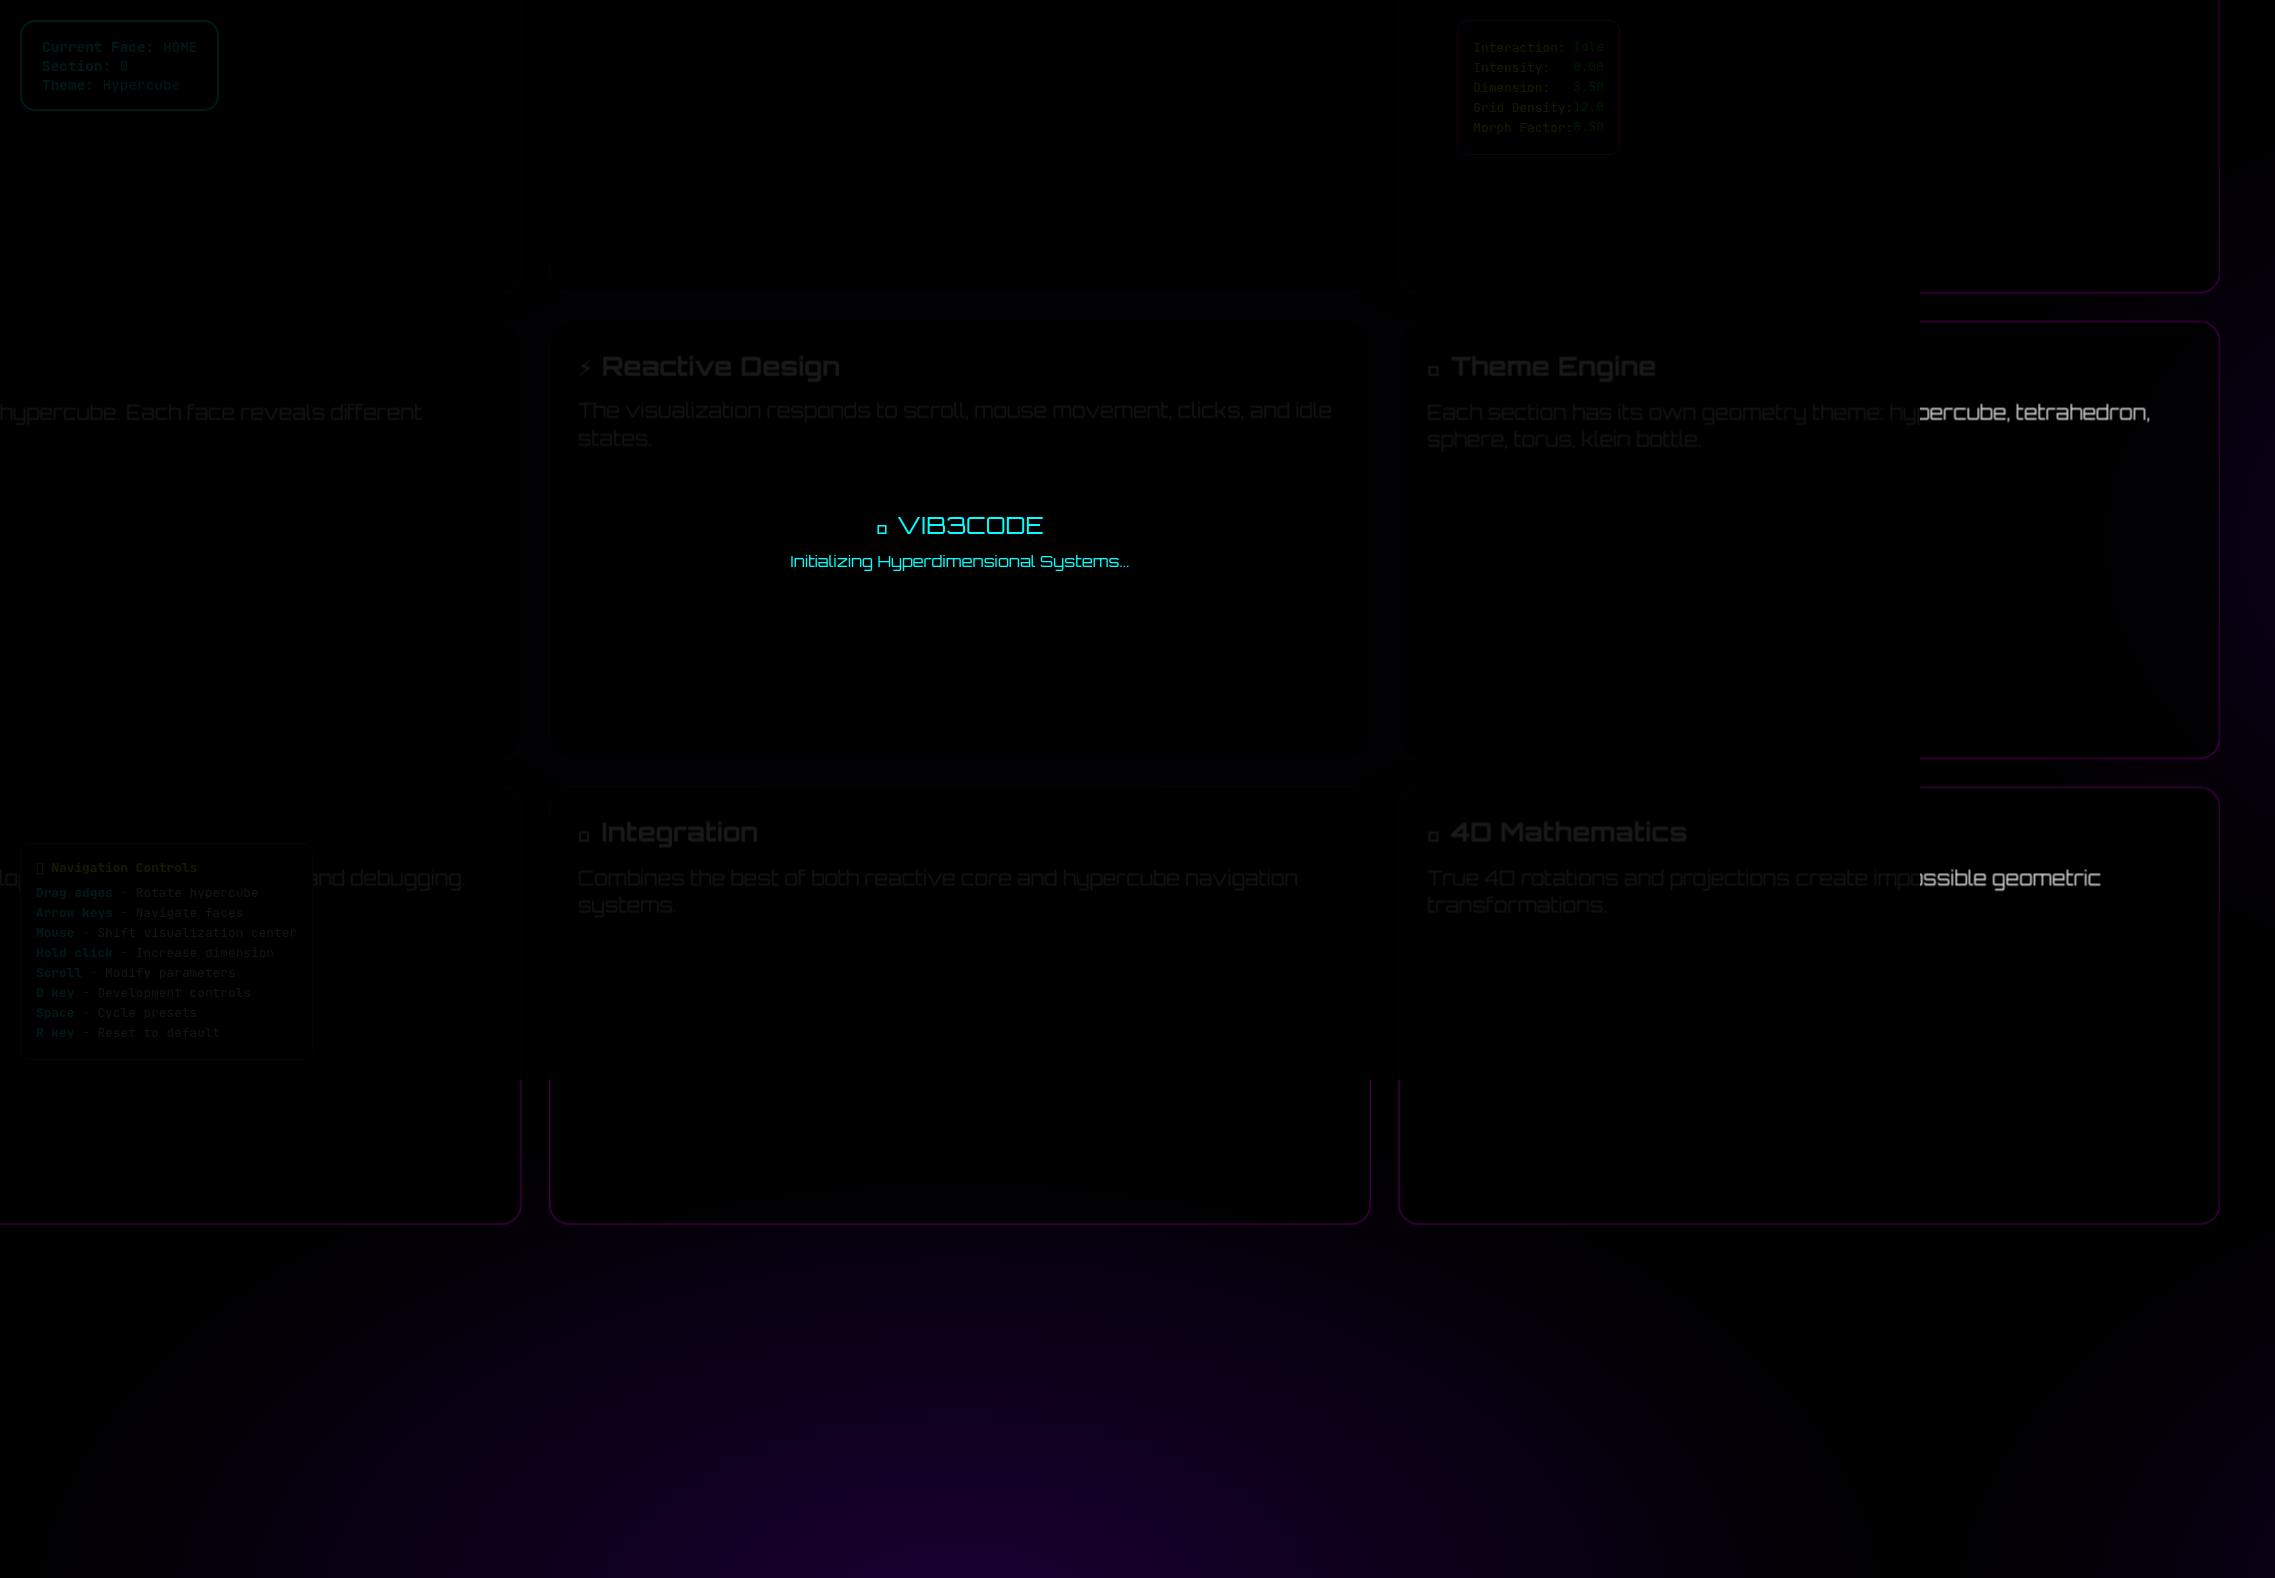 Current Face: HOME
Section: 0
Theme: Hypercube
Interaction: Idle
Intensity: 0.00
Dimension: 3.50
Grid Density: 12.0
Morph Factor: 0.50
hypercube. Each face reveals different
⚡ Reactive Design
The visualization responds to scroll, mouse movement, clicks, and idle
states.
Theme Engine
Each section has its own geometry theme: hypercube, tetrahedron,
sphere, torus, klein bottle.
VIB3CODE
Initializing Hyperdimensional Systems...
and debugging.
Navigation Controls
Drag edges - Rotate hypercube
Arrow keys - Navigate faces
Mouse - Shift visualization center
Hold click - Increase dimension
Scroll - Modify parameters
D key - Development controls
Space - Cycle presets
R key - Reset to default
Integration
Combines the best of both reactive core and hypercube navigation
systems.
4D Mathematics
True 4D rotations and projections create impossible geometric
transformations.